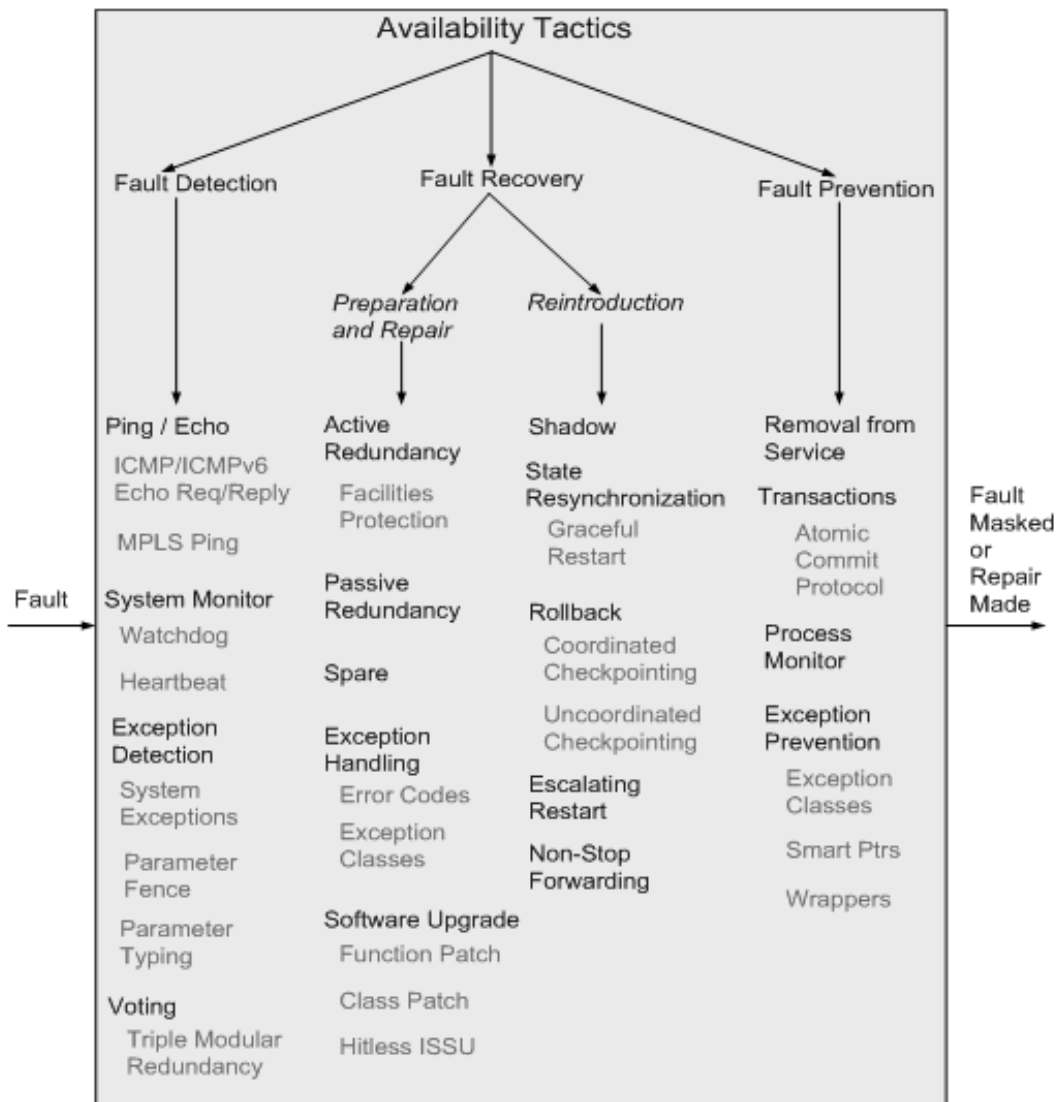 Availability Tactics
Fault Detection
Fault Recovery
Fault Prevention
Preparation
and Repair
Reintroduction
Fault
Ping / Echo
ICMP/ICMPv6
Echo Req/Reply
MPLS Ping
System Monitor
Watchdog
Heartbeat
Exception
Detection
System
Exceptions
Parameter
Fence
Parameter
Typing
Voting
Triple Modular
Redundancy
Active
Redundancy
Facilities
Protection
Passive
Redundancy
Spare
Exception
Handling
Error Codes
Exception
Classes
Software Upgrade
Function Patch
Class Patch
Hitless ISSU
Shadow
State
Resynchronization
Graceful
Restart
Rollback
Coordinated
Checkpointing
Uncoordinated
Checkpointing
Escalating
Restart
Non-Stop
Forwarding
Removal from
Service
Transactions
Atomic
Commit
Protocol
Process
Monitor
Exception
Prevention
Exception
Classes
Smart Ptrs
Wrappers
Fault
Masked
or
Repair
Made